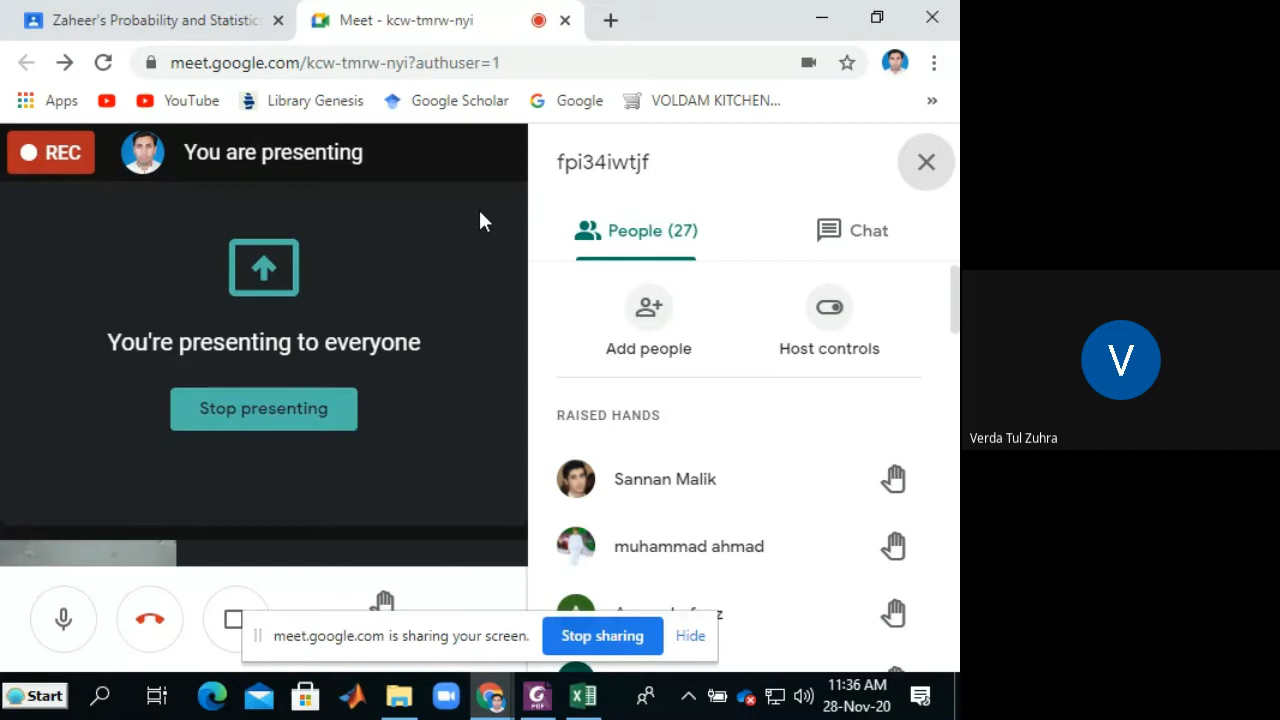 Zaheer's Probability and Statistic
Meet - kcw-tmrw-nyi
meet.google.com/kcw-tmrw-nyi?authuser=1
Apps
YouTube
Library Genesis
Google Scholar
Google
VOLDAM KITCHEN...
REC
You are presenting
fpi34iwtjf
People (27)
Chat
Add people
Host controls
You're presenting to everyone
Stop presenting
RAISED HANDS
Sannan Malik
muhammad ahmad
meet.google.com is sharing your screen.
Stop sharing
Hide
V
Verda Tul Zuhra
Start
11:36 AM
28-Nov-20